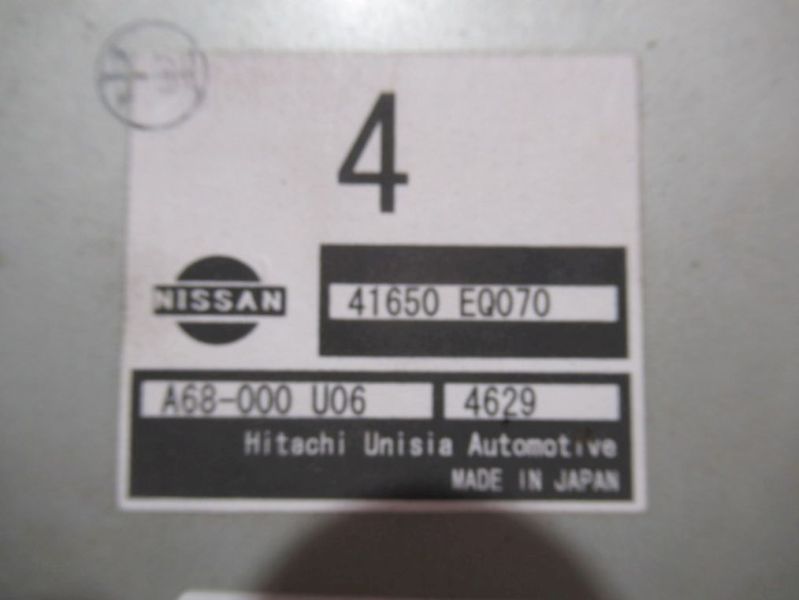 4
NISSAN
41650 EQ070
A68-000 U06
4629
Hitachi Unisia Automotive
MADE IN JAPAN